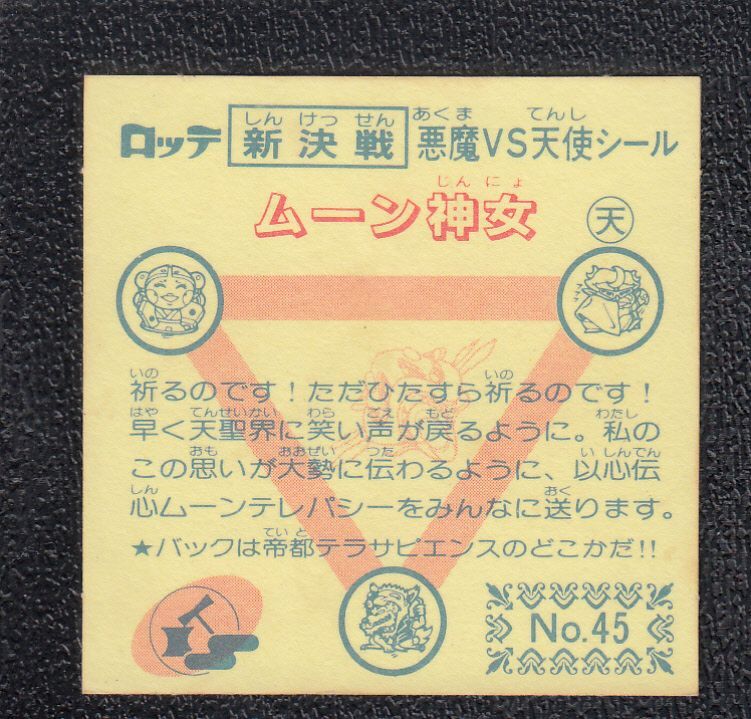 ロッテ 新決戦 悪魔VS天使シール
しん けっ せん あくま てんし
じんにょ
ムーン神女 天
いの いの
祈るのです!ただひたすら祈るのです!
はや てんせいかい わら こえ もど わたし
早く天聖界に笑い声が戻るように。私の
おも おおぜい つた いしんでん
この思いが大勢に伝わるように、以心伝
しん おく
心ムーンテレパシーをみんなに送ります。
ていと
★バックは帝都テラサピエンスのどこかだ!!
No.45